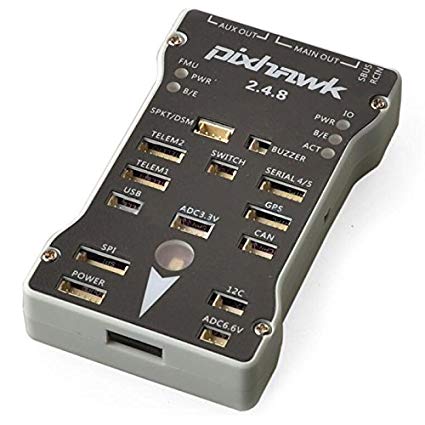 AUX OUT
MAIN OUT
SBUS
RCIN
pixhawk
2.4.8
FMU
PWR
B/E
IO
PWR
B/E
ACT
SPKT/DSM
BUZZER
TELEM2
SWITCH
TELEM1
SERIAL 4/5
USB
ADC3.3V
GPS
CAN
SPI
POWER
12C
ADC6.6V